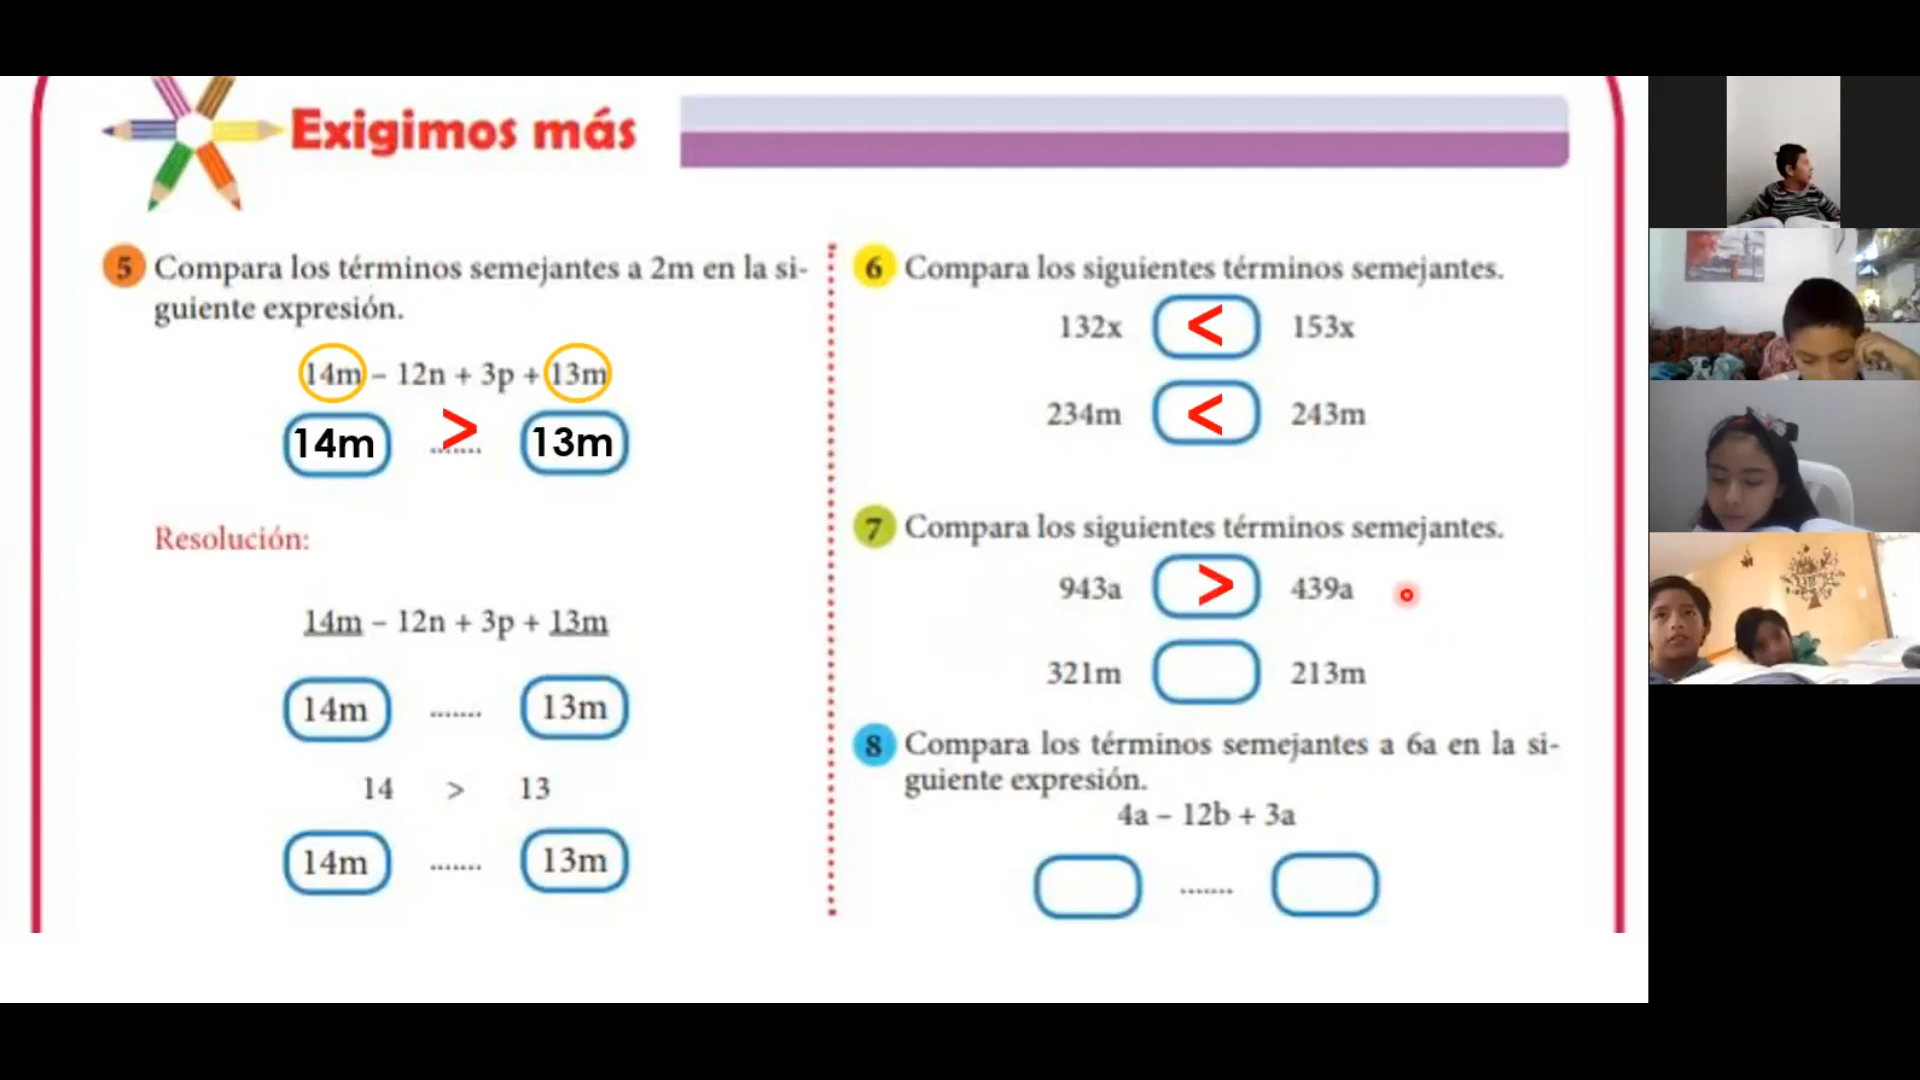 Exigimos más
5 Compara los términos semejantes a 2m en la si-
guiente expresión.
14m – 12n + 3p + 13m
14m > ....... 13m
Resolución:
14m – 12n + 3p + 13m
14m ....... 13m
14 > 13
14m ....... 13m
6 Compara los siguientes términos semejantes.
132x < 153x
234m < 243m
7 Compara los siguientes términos semejantes.
943a > 439a
321m 213m
8 Compara los términos semejantes a 6a en la si-
guiente expresión.
4a – 12b + 3a
.......